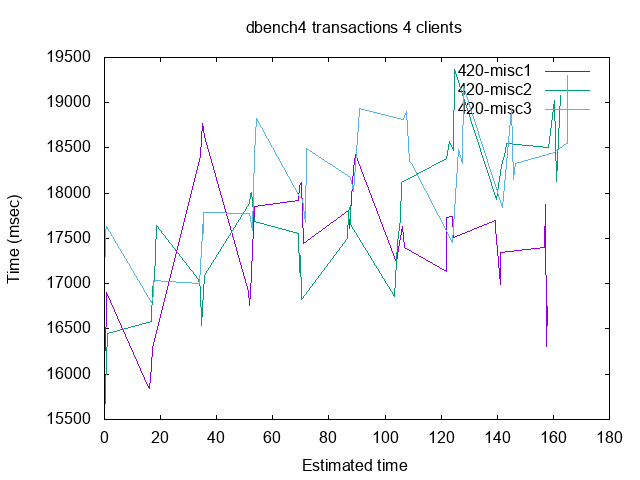 dbench4 transactions 4 clients
19500
19000
18500
18000
17500
17000
16500
16000
15500
420-misc1
420-misc2
420-misc3
Time (msec)
0 20 40 60 80 100 120 140 160 180
Estimated time